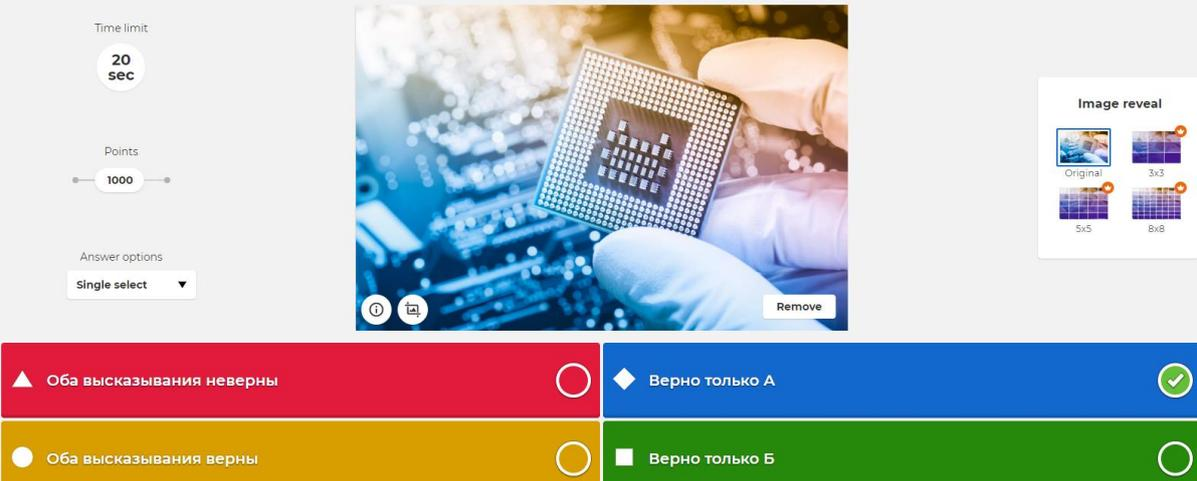 Time limit
20
sec
Points
1000
Answer options
Single select
Remove
Image reveal
Original
3x3
5x5
8x8
Оба высказывания неверны
Верно только А
Оба высказывания верны
Верно только Б